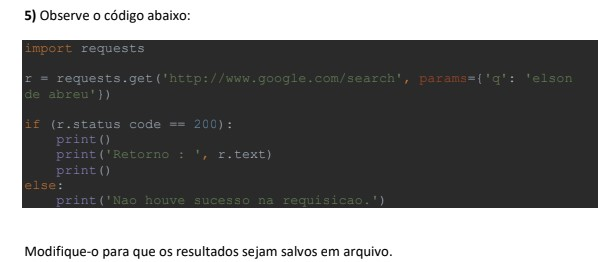 5) Observe o código abaixo:
import requests
r = requests.get('http://www.google.com/search', params={'q': 'elson
de abreu'})
if (r.status code == 200):
print()
print('Retorno : ', r.text)
print()
else:
print('Nao houve sucesso na requisicao.')
Modifique-o para que os resultados sejam salvos em arquivo.